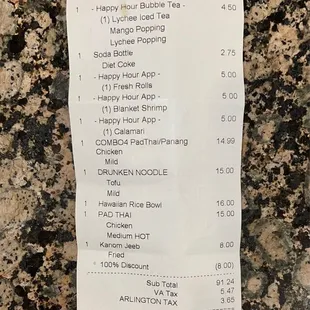 1 - Happy Hour Bubble Tea - 4.50
(1) Lychee Iced Tea
Mango Popping
Lychee Popping
1 Soda Bottle 2.75
Diet Coke
1 - Happy Hour App - 5.00
(1) Fresh Rolls
1 - Happy Hour App - 5.00
(1) Blanket Shrimp
1 - Happy Hour App - 5.00
(1) Calamari
1 COMBO4 PadThai/Panang 14.99
Chicken
Mild
1 DRUNKEN NOODLE 15.00
Tofu
Mild
1 Hawaiian Rice Bowl 16.00
1 PAD THAI 15.00
Chicken
Medium HOT
1 Kanom Jeeb 8.00
Fried
* 100% Discount (8.00)
Sub Total 91.24
VA Tax 5.47
ARLINGTON TAX 3.65